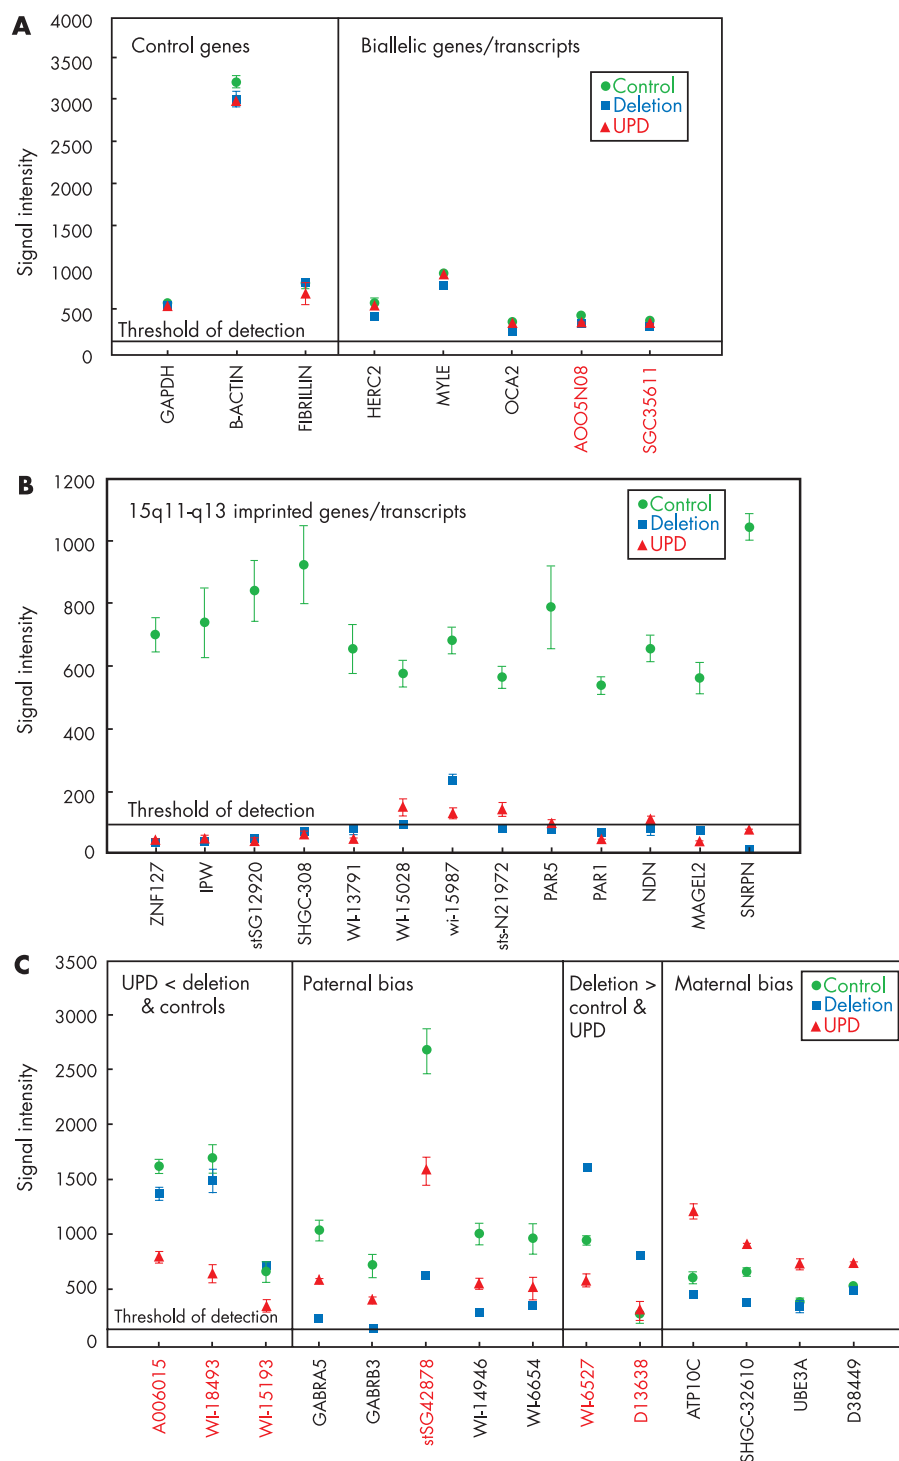 A
Control genes
Biallelic genes/transcripts
Control
Deletion
UPD
Signal intensity
4000
3500
3000
2500
2000
1500
1000
500
0
Threshold of detection
GAPDH
B-ACTIN
FIBRILLIN
HERC2
MYLE
OCA2
AOO5N08
SGC35611
B
15q11-q13 imprinted genes/transcripts
Control
Deletion
UPD
Signal intensity
1200
1000
800
600
400
200
0
Threshold of detection
ZNF127
IPW
stSG12920
SHGC-308
WI-13791
WI-15028
wi-15987
sts-N21972
PAR5
PAR1
NDN
MAGEL2
SNRPN
C
UPD < deletion
& controls
Paternal bias
Deletion >
control &
UPD
Maternal bias
Control
Deletion
UPD
Signal intensity
3500
3000
2500
2000
1500
1000
500
0
Threshold of detection
A006015
WI-18493
WI-15193
GABRA5
GABRB3
stSG42878
WI-14946
WI-6654
WI-6527
D13638
ATP10C
SHGC-32610
UBE3A
D38449